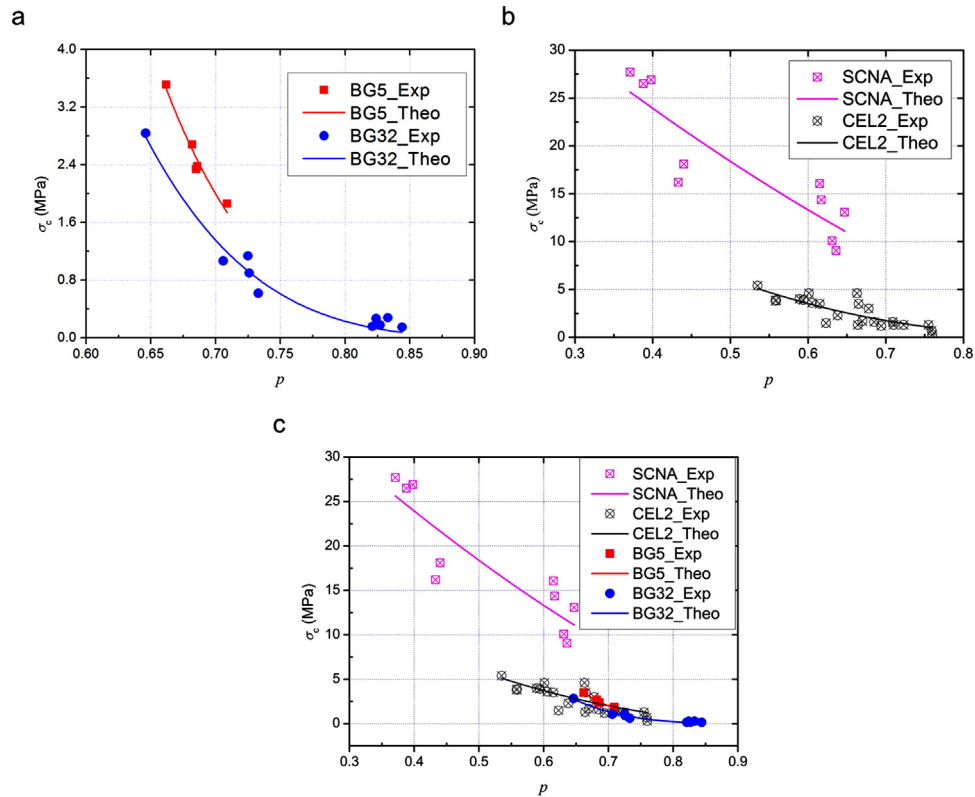 a
σc (MPa)
4.0
3.2
2.4
1.6
0.8
0.0
0.60
0.65
0.70
0.75
0.80
0.85
0.90
p
BG5_Exp
BG5_Theo
BG32_Exp
BG32_Theo
b
σc (MPa)
30
25
20
15
10
5
0
0.3
0.4
0.5
0.6
0.7
0.8
p
SCNA_Exp
SCNA_Theo
CEL2_Exp
CEL2_Theo
c
σc (MPa)
30
25
20
15
10
5
0
0.3
0.4
0.5
0.6
0.7
0.8
0.9
p
SCNA_Exp
SCNA_Theo
CEL2_Exp
CEL2_Theo
BG5_Exp
BG5_Theo
BG32_Exp
BG32_Theo